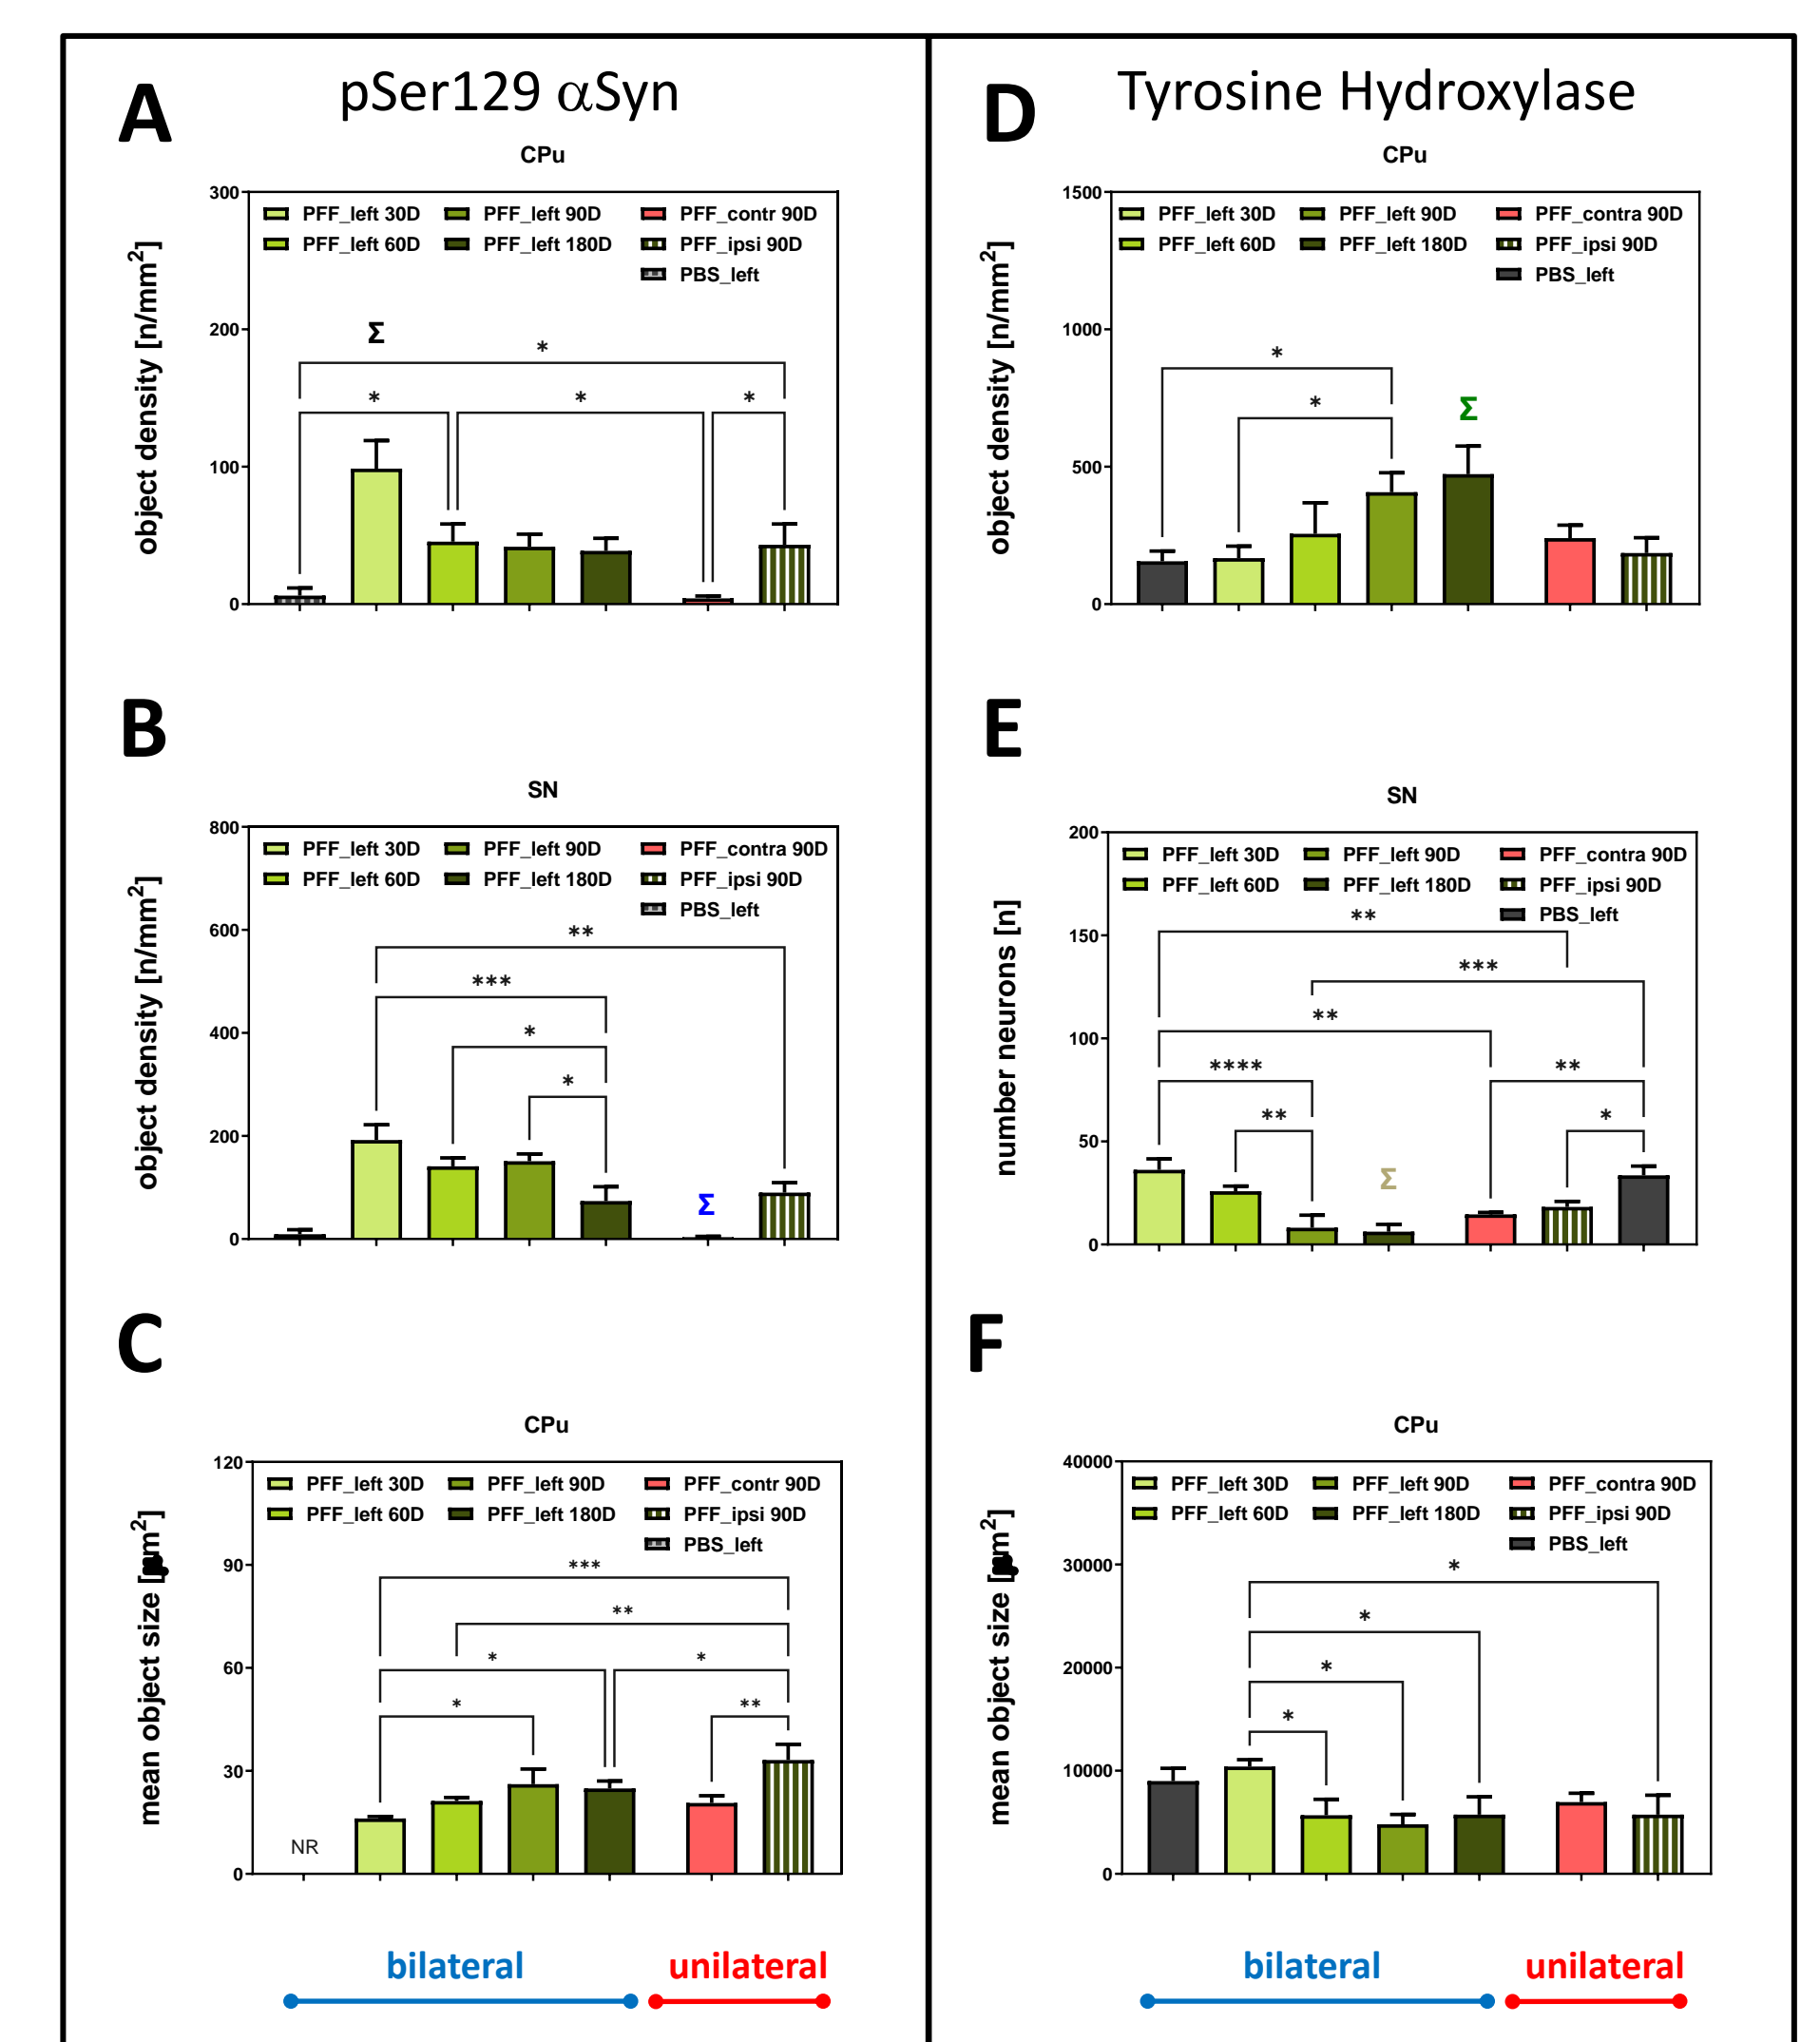 A
pSer129 αSyn
CPu
object density [n/mm2]
300
200
100
0
PFF_left 30D PFF_left 90D PFF_contr 90D
PFF_left 60D PFF_left 180D PFF_ipsi 90D
PBS_left
Σ
*
* * *
B
SN
object density [n/mm2]
800
600
400
200
0
PFF_left 30D PFF_left 90D PFF_contra 90D
PFF_left 60D PFF_left 180D PFF_ipsi 90D
PBS_left
**
***
*
*
Σ
C
CPu
mean object size [µm2]
120
90
60
30
0
PFF_left 30D PFF_left 90D PFF_contr 90D
PFF_left 60D PFF_left 180D PFF_ipsi 90D
PBS_left
***
**
* *
* **
NR
bilateral unilateral
D
Tyrosine Hydroxylase
CPu
object density [n/mm2]
1500
1000
500
0
PFF_left 30D PFF_left 90D PFF_contra 90D
PFF_left 60D PFF_left 180D PFF_ipsi 90D
PBS_left
*
*
Σ
E
SN
number neurons [n]
200
150
100
50
0
PFF_left 30D PFF_left 90D PFF_contra 90D
PFF_left 60D PFF_left 180D PFF_ipsi 90D
PBS_left
**
***
**
**** **
** *
Σ
F
CPu
mean object size [µm2]
40000
30000
20000
10000
0
PFF_left 30D PFF_left 90D PFF_contra 90D
PFF_left 60D PFF_left 180D PFF_ipsi 90D
PBS_left
*
*
*
*
bilateral unilateral